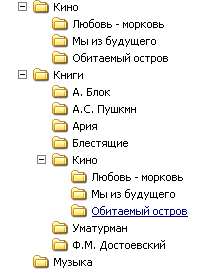 Кино
Любовь - морковь
Мы из будущего
Обитаемый остров
Книги
А. Блок
А.С. Пушкмн
Ария
Блестящие
Кино
Любовь - морковь
Мы из будущего
Обитаемый остров
Уматурман
Ф.М. Достоевский
Музыка